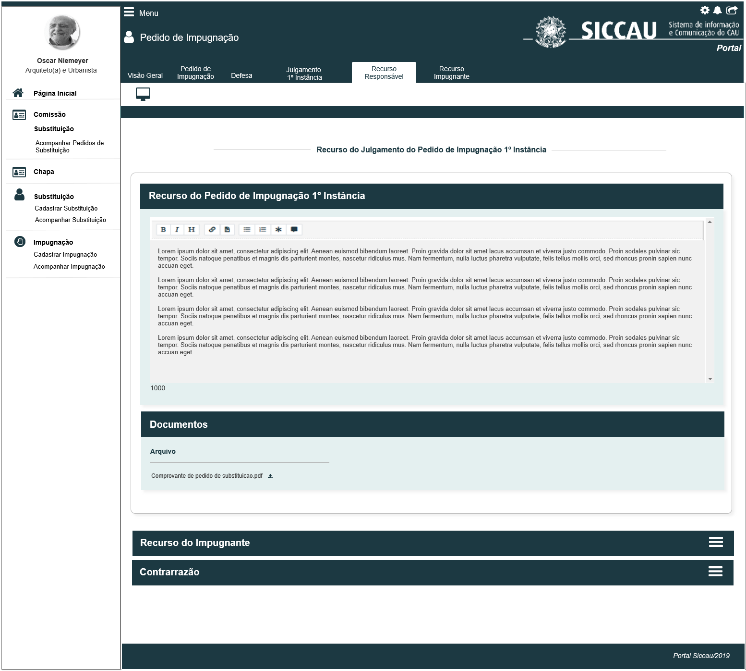 Menu
SICCAU
Sistema de Informação
e Comunicação do CAU
Portal
Pedido de Impugnação
Visão Geral
Pedido de
Impugnação
Defesa
Julgamento
1º Instância
Recurso
Responsável
Recurso
Impugnante
Oscar Niemeyer
Arquiteto(a) e Urbanista
Página Inicial
Comissão
Substituição
Acompanhar Pedidos de
Substituição
Chapa
Substituição
Cadastrar Substituição
Acompanhar Substituição
Impugnação
Cadastrar Impugnação
Acompanhar Impugnação
Recurso do Julgamento do Pedido de Impugnação 1º Instância
Recurso do Pedido de Impugnação 1º Instância
B I H
Lorem ipsum dolor sit amet, consectetur adipiscing elit. Aenean euismod bibendum laoreet. Proin gravida dolor sit amet lacus accumsan et viverra justo commodo. Proin sodales pulvinar sic
tempor. Sociis natoque penatibus et magnis dis parturient montes, nascetur ridiculus mus. Nam fermentum, nulla luctus pharetra vulputate, felis tellus mollis orci, sed rhoncus pronin sapien nunc
accuan eget.
Lorem ipsum dolor sit amet, consectetur adipiscing elit. Aenean euismod bibendum laoreet. Proin gravida dolor sit amet lacus accumsan et viverra justo commodo. Proin sodales pulvinar sic
tempor. Sociis natoque penatibus et magnis dis parturient montes, nascetur ridiculus mus. Nam fermentum, nulla luctus pharetra vulputate, felis tellus mollis orci, sed rhoncus pronin sapien nunc
accuan eget.
Lorem ipsum dolor sit amet, consectetur adipiscing elit. Aenean euismod bibendum laoreet. Proin gravida dolor sit amet lacus accumsan et viverra justo commodo. Proin sodales pulvinar sic
tempor. Sociis natoque penatibus et magnis dis parturient montes, nascetur ridiculus mus. Nam fermentum, nulla luctus pharetra vulputate, felis tellus mollis orci, sed rhoncus pronin sapien nunc
accuan eget.
Lorem ipsum dolor sit amet, consectetur adipiscing elit. Aenean euismod bibendum laoreet. Proin gravida dolor sit amet lacus accumsan et viverra justo commodo. Proin sodales pulvinar sic
tempor. Sociis natoque penatibus et magnis dis parturient montes, nascetur ridiculus mus. Nam fermentum, nulla luctus pharetra vulputate, felis tellus mollis orci, sed rhoncus pronin sapien nunc
accuan eget.
1000
Documentos
Arquivo
Comprovante de pedido de substituicao.pdf
Recurso do Impugnante
Contrarrazão
Portal Siccau/2019